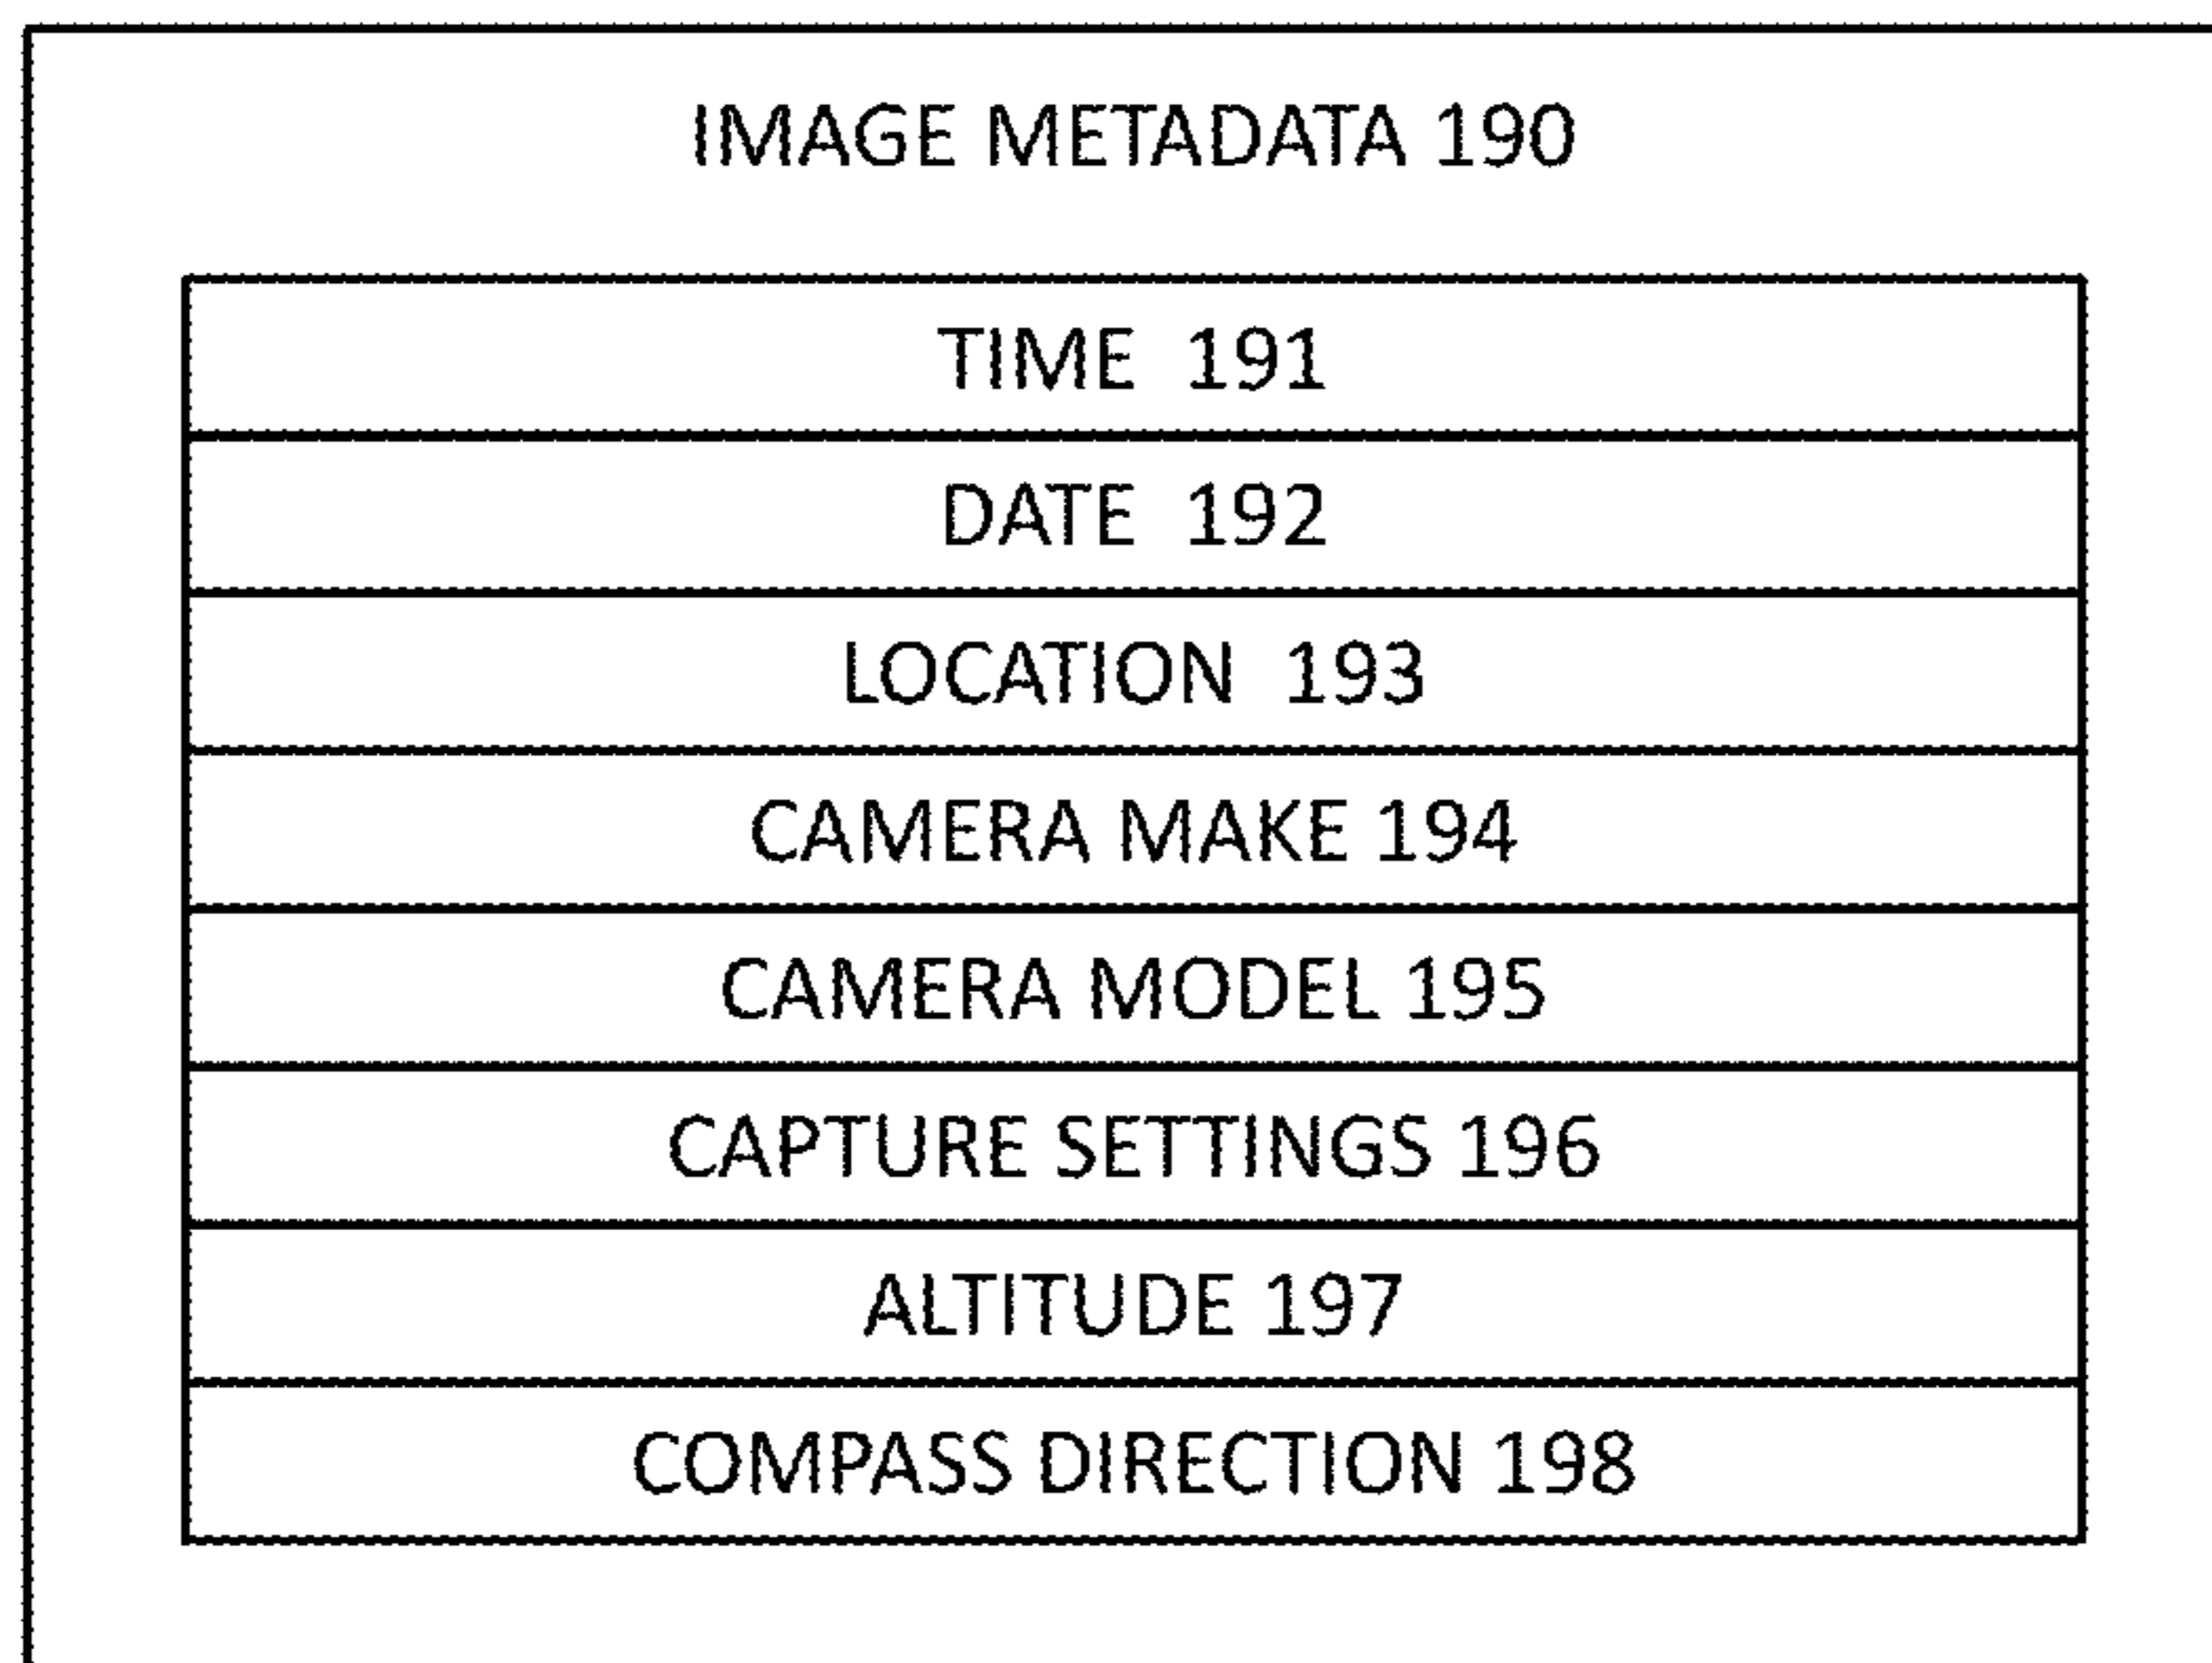 IMAGE METADATA 190
TIME 191
DATE 192
LOCATION 193
CAMERA MAKE 194
CAMERA MODEL 195
CAPTURE SETTINGS 196
ALTITUDE 197
COMPASS DIRECTION 198